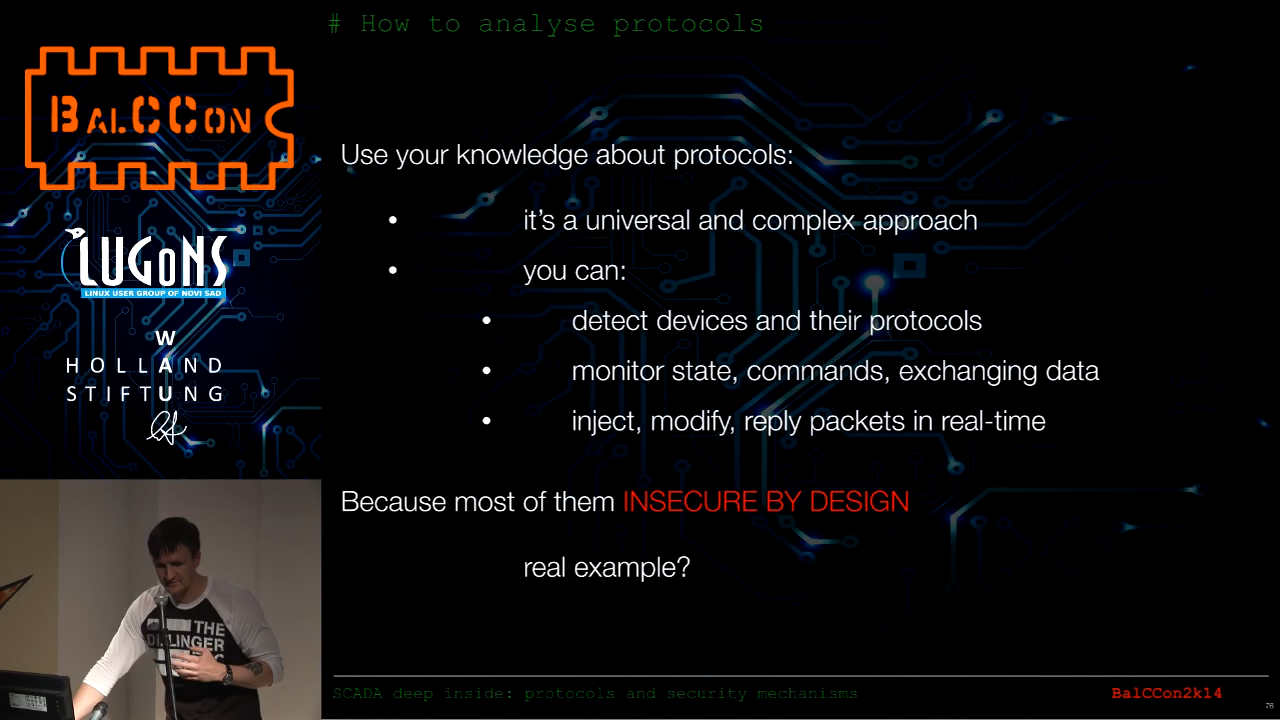 # How to analyse protocols
BALCCON
LUGoNS
LINUX USER GROUP OF NOVI SAD
W
HOLLAND
STIFTUNG
Use your knowledge about protocols:
• it's a universal and complex approach
• you can:
• detect devices and their protocols
• monitor state, commands, exchanging data
• inject, modify, reply packets in real-time
Because most of them INSECURE BY DESIGN
real example?
THE
SCADA deep inside: protocols and security mechanisms
BalCCon2k14
76